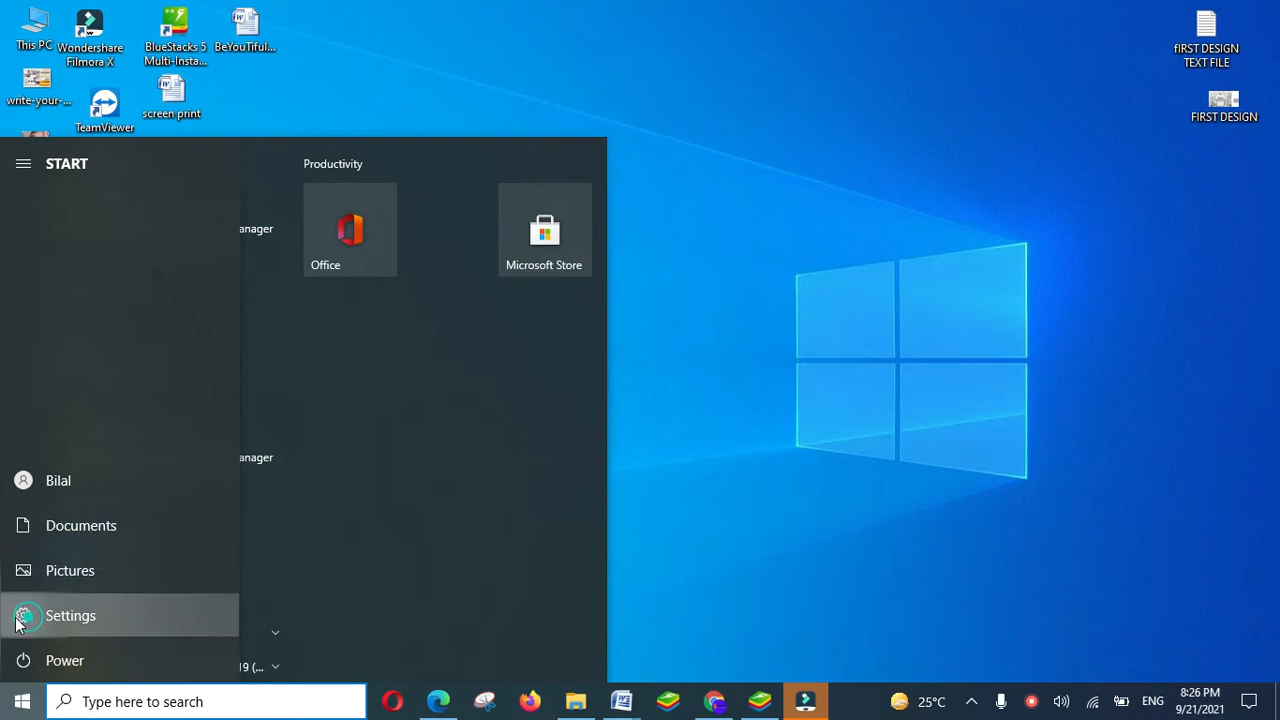 This PC
Wondershare
Filmora X
BlueStacks 5
Multi-Insta...
BeYouTiful...
write-your-...
TeamViewer
screen print
fIRST DESIGN
TEXT FILE
FIRST DESIGN
START
Productivity
anager
Office
Microsoft Store
anager
Bilal
Documents
Pictures
Settings
Power
19 (...
Type here to search
25°C
ENG
8:26 PM
9/21/2021